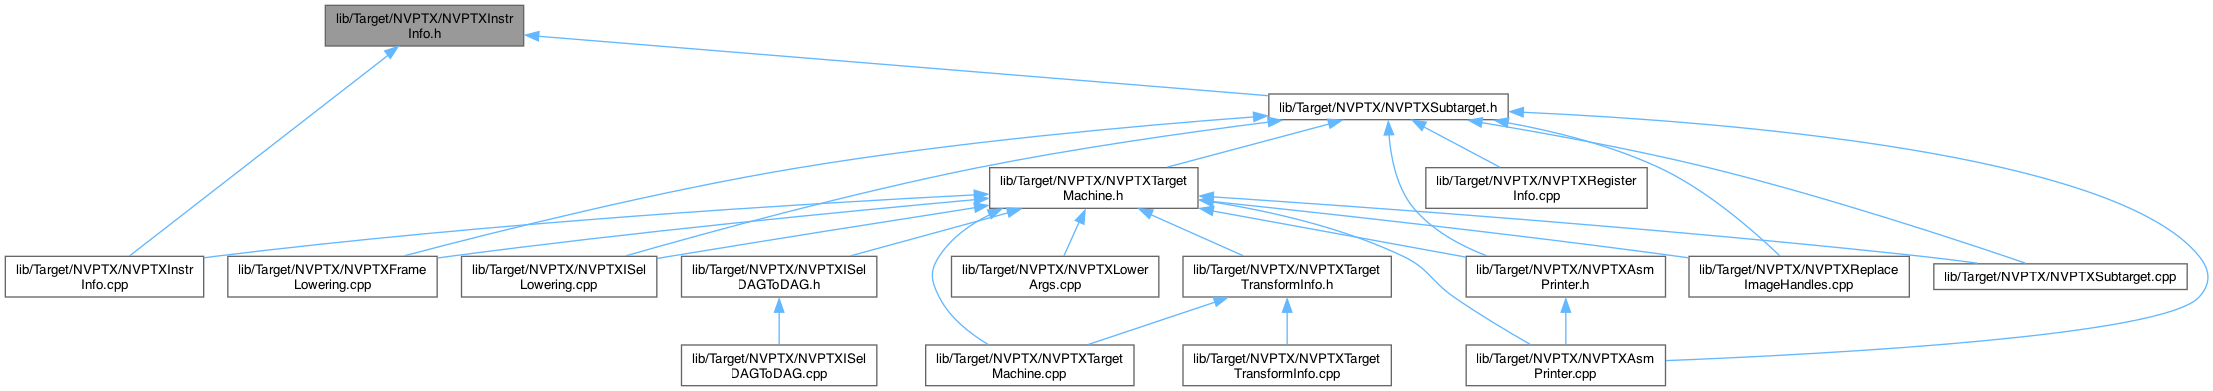 lib/Target/NVPTX/NVPTXInstr
Info.h
lib/Target/NVPTX/NVPTXSubtarget.h
lib/Target/NVPTX/NVPTXTarget
Machine.h
lib/Target/NVPTX/NVPTXRegister
Info.cpp
lib/Target/NVPTX/NVPTXInstr
Info.cpp
lib/Target/NVPTX/NVPTXFrame
Lowering.cpp
lib/Target/NVPTX/NVPTXISel
Lowering.cpp
lib/Target/NVPTX/NVPTXISel
DAGToDAG.h
lib/Target/NVPTX/NVPTXLower
Args.cpp
lib/Target/NVPTX/NVPTXTarget
TransformInfo.h
lib/Target/NVPTX/NVPTXAsm
Printer.h
lib/Target/NVPTX/NVPTXReplace
ImageHandles.cpp
lib/Target/NVPTX/NVPTXSubtarget.cpp
lib/Target/NVPTX/NVPTXISel
DAGToDAG.cpp
lib/Target/NVPTX/NVPTXTarget
Machine.cpp
lib/Target/NVPTX/NVPTXTarget
TransformInfo.cpp
lib/Target/NVPTX/NVPTXAsm
Printer.cpp